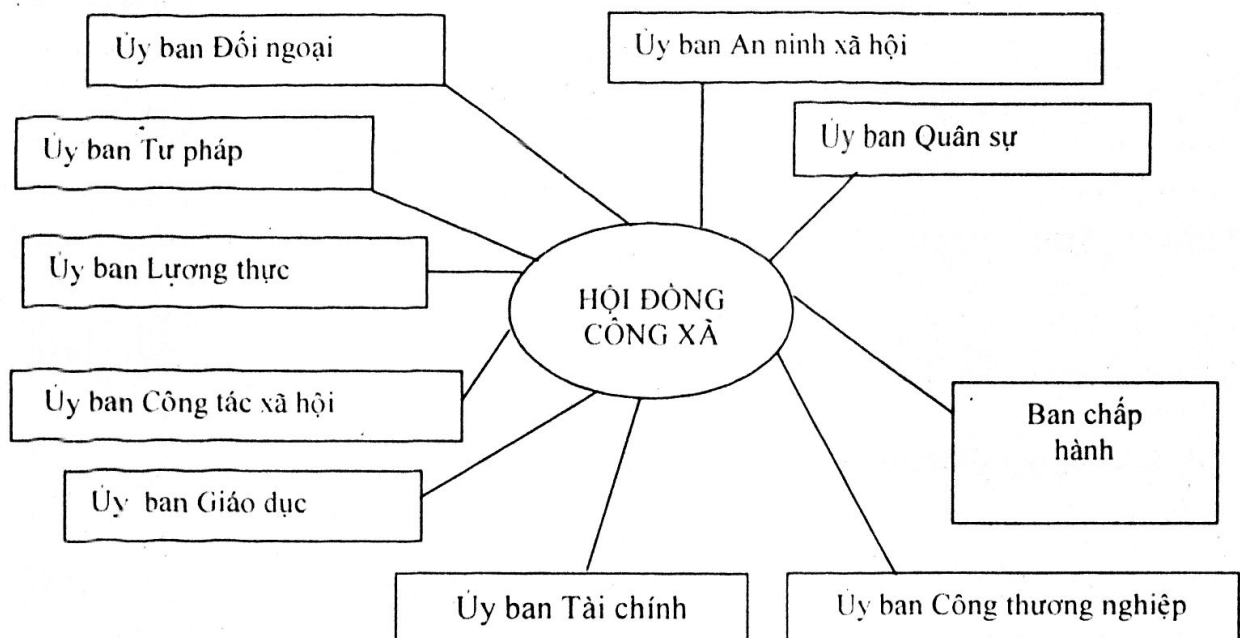 Ủy ban Đối ngoại
Ủy ban An ninh xã hội
Ủy ban Tư pháp
Ủy ban Quân sự
Ủy ban Lương thực
HỘI ĐỒNG
CÔNG XÃ
Ủy ban Công tác xã hội
Ban chấp
hành
Ủy ban Giáo dục
Ủy ban Tài chính
Ủy ban Công thương nghiệp